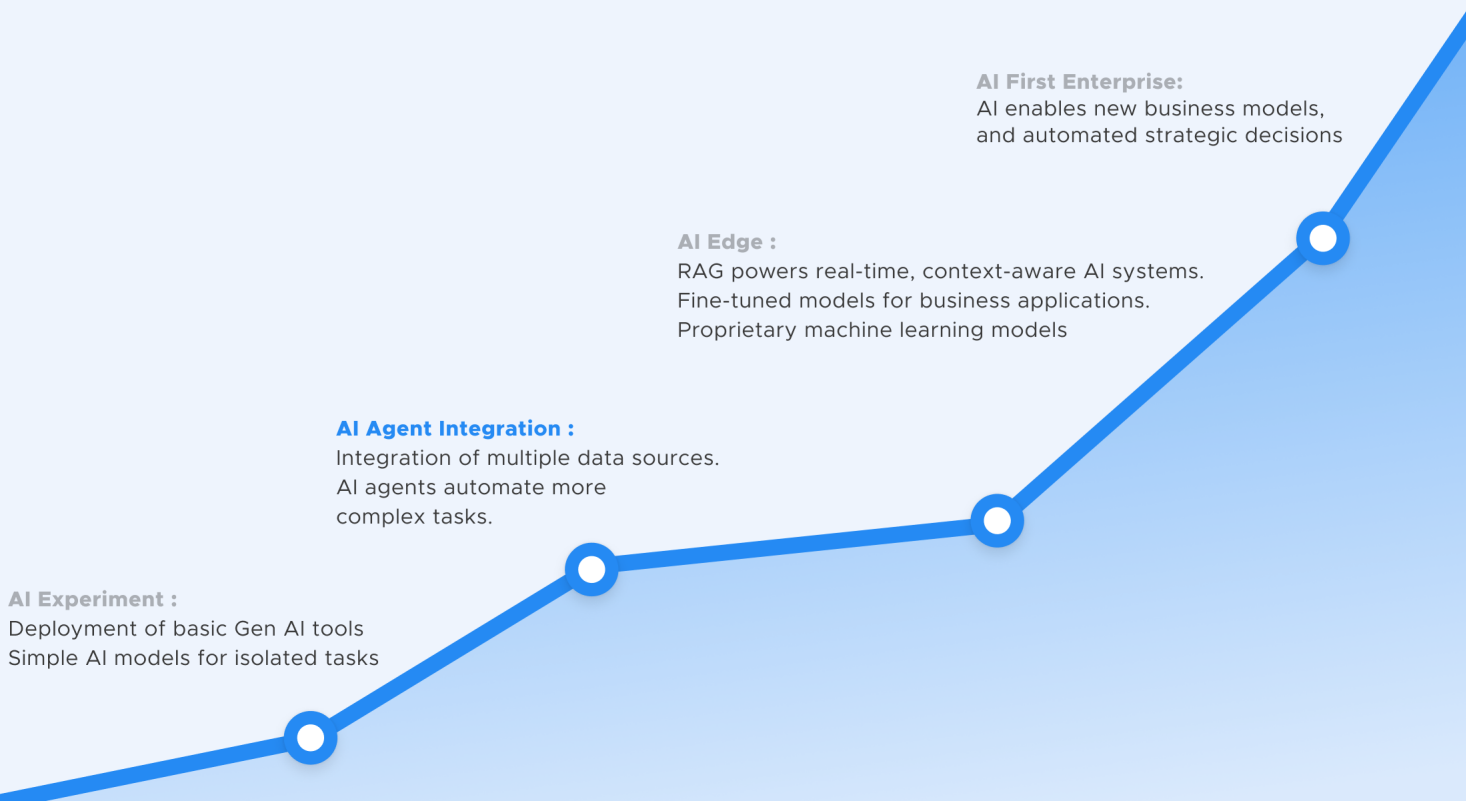 AI First Enterprise:
AI enables new business models,
and automated strategic decisions
AI Edge :
RAG powers real-time, context-aware AI systems.
Fine-tuned models for business applications.
Proprietary machine learning models
AI Agent Integration :
Integration of multiple data sources.
AI agents automate more
complex tasks.
AI Experiment :
Deployment of basic Gen AI tools
Simple AI models for isolated tasks